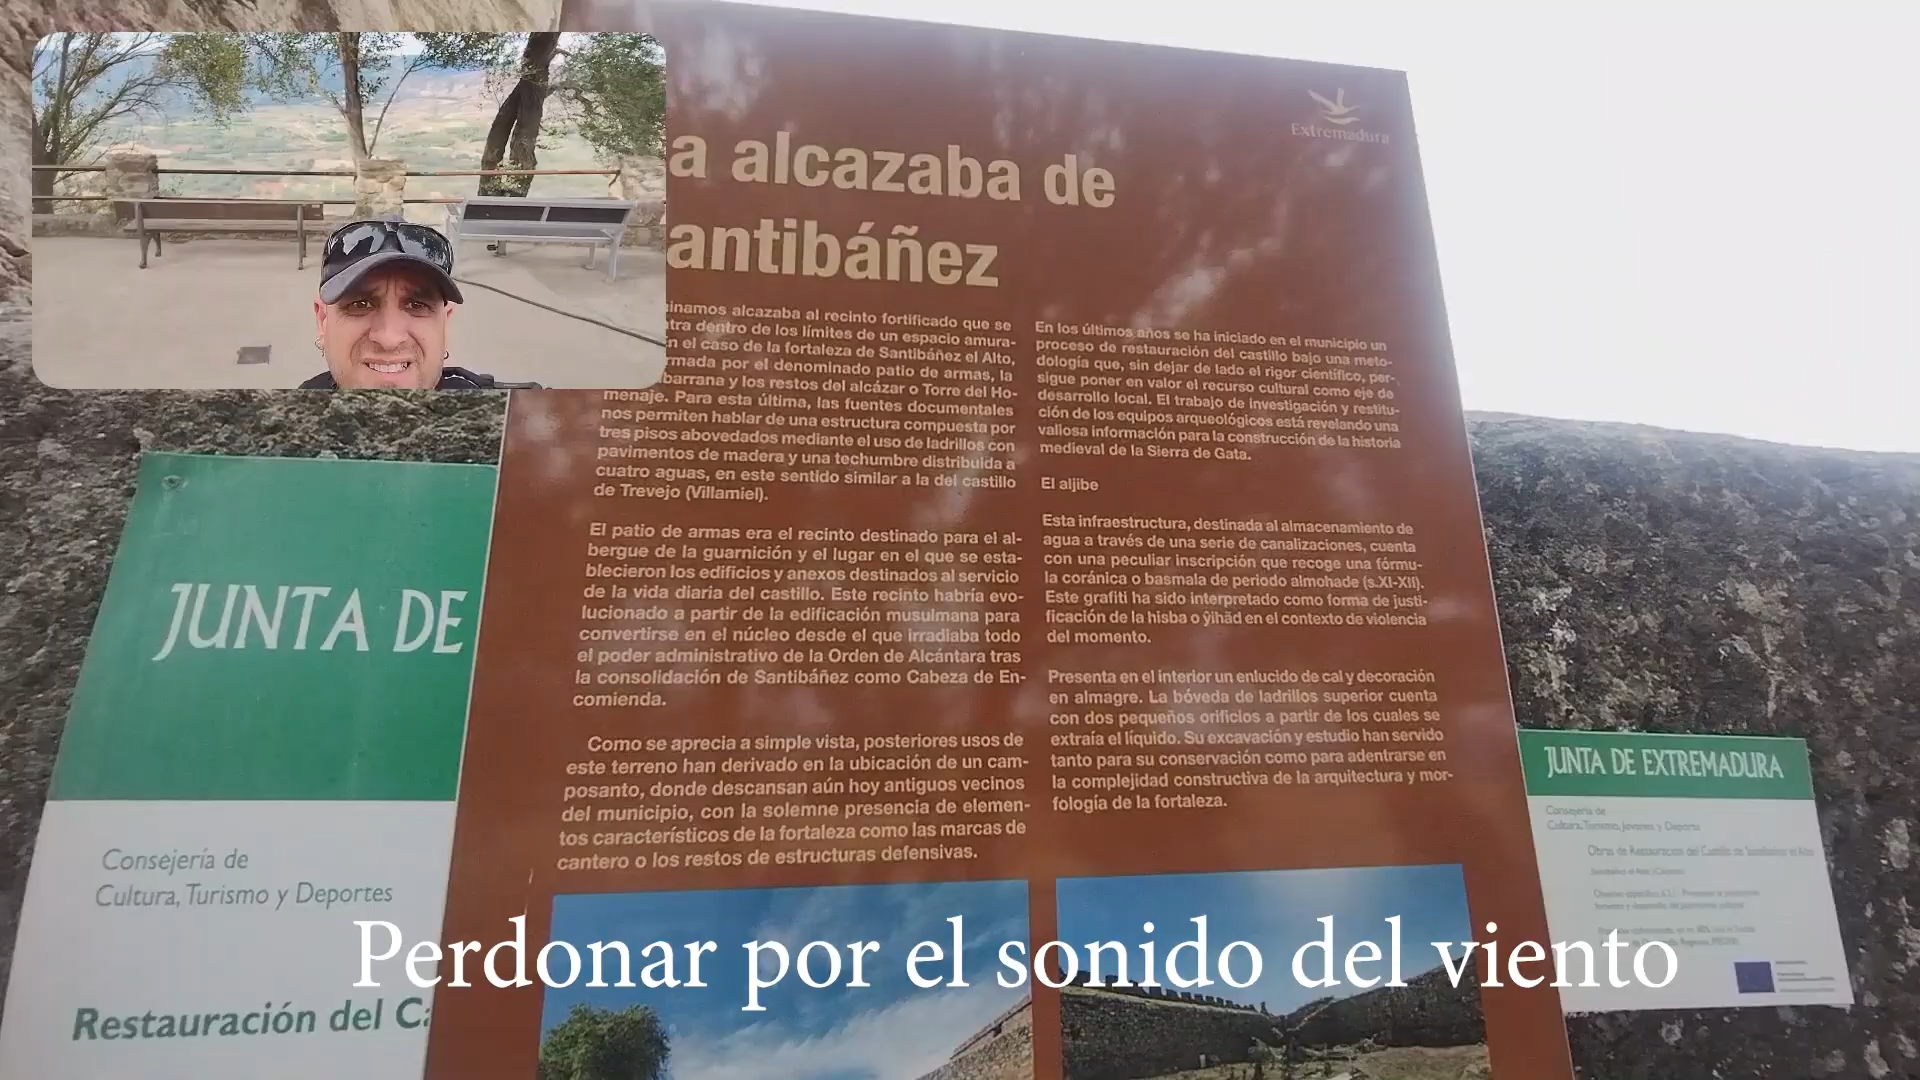 Extremadura
a alcazaba de
antibáñez
inamos alcazaba al recinto fortificado que se
tra dentro de los límites de un espacio amura-
n el caso de la fortaleza de Santibáñez el Alto,
rmada por el denominado patio de armas, la
barrana y los restos del alcázar o Torre del Ho-
menaje. Para esta última, las fuentes documentales
nos permiten hablar de una estructura compuesta por
tres pisos abovedados mediante el uso de ladrillos con
pavimentos de madera y una techumbre distribuida a
cuatro aguas, en este sentido similar a la del castillo
de Trevejo (Villamiel).
El patio de armas era el recinto destinado para el al-
bergue de la guarnición y el lugar en el que se esta-
blecieron los edificios y anexos destinados al servicio
de la vida diaria del castillo. Este recinto habría evo-
lucionado a partir de la edificación musulmana para
convertirse en el núcleo desde el que irradiaba todo
el poder administrativo de la Orden de Alcántara tras
la consolidación de Santibáñez como Cabeza de En-
comienda.
Como se aprecia a simple vista, posteriores usos de
este terreno han derivado en la ubicación de un cam-
posanto, donde descansan aún hoy antiguos vecinos
del municipio, con la solemne presencia de elemen-
tos característicos de la fortaleza como las marcas de
cantero o los restos de estructuras defensivas.
En los últimos años se ha iniciado en el municipio un
proceso de restauración del castillo bajo una meto-
dología que, sin dejar de lado el rigor científico, per-
sigue poner en valor el recurso cultural como eje de
desarrollo local. El trabajo de investigación y restitu-
ción de los equipos arqueológicos está revelando una
valiosa información para la construcción de la historia
medieval de la Sierra de Gata.
El aljibe
Esta infraestructura, destinada al almacenamiento de
agua a través de una serie de canalizaciones, cuenta
con una peculiar inscripción que recoge una fórmu-
la coránica o basmala de periodo almohade (s.XI-XII).
Este grafiti ha sido interpretado como forma de justi-
ficación de la hisba o ŷihād en el contexto de violencia
del momento.
Presenta en el interior un enlucido de cal y decoración
en almagre. La bóveda de ladrillos superior cuenta
con dos pequeños orificios a partir de los cuales se
extraía el líquido. Su excavación y estudio han servido
tanto para su conservación como para adentrarse en
la complejidad constructiva de la arquitectura y mor-
fología de la fortaleza.
JUNTA DE
Consejería de
Cultura, Turismo y Deportes
Restauración del Ca
JUNTA DE EXTREMADURA
Consejería de
Cultura, Turismo, Jóvenes y Deporte
Obras de Restauración del Castillo de Santibáñez el Alto
Perdonar por el sonido del viento